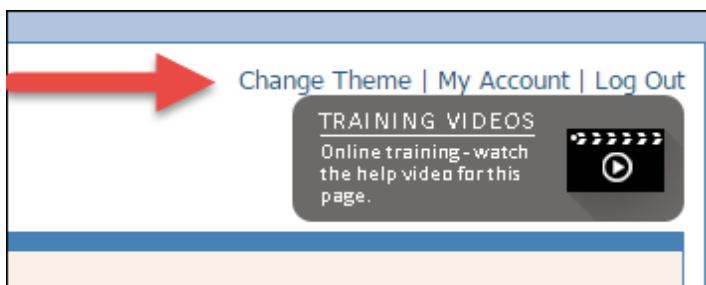 Change Theme | My Account | Log Out
TRAINING VIDEOS
Online training-watch
the help video for this
page.